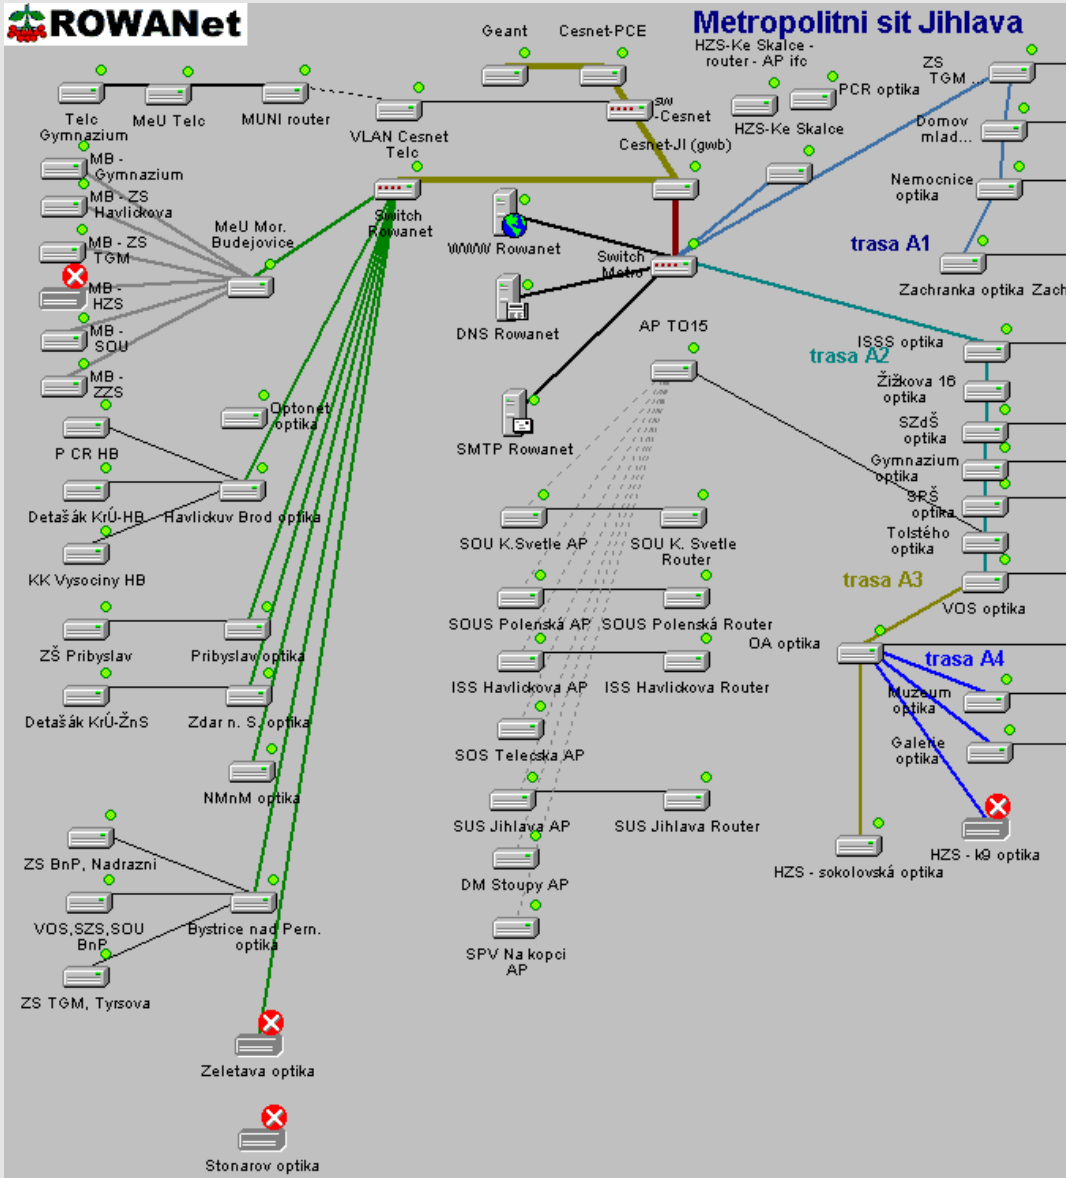 ROWANet
Metropolitni sit Jihlava
Geant
Cesnet-PCE
HZS-Ke Skalce -
router - AP ifc
ZS
TGM ...
PCR optika
Telc
Gymnazium
MeU Telc
MUNI router
VLAN Cesnet
Telc
sw
-Cesnet
HZS-Ke Skalce
Domov
mlad...
Cesnet-JI (gwb)
MB -
Gymnazium
MB - ZS
Havlickova
MB - ZS
TGM
MB -
HZS
MB -
SOU
MB -
ZZS
MeU Mor.
Budejovice
Switch
Rowanet
WWW Rowanet
Switch
Metro
Nemocnice
optika
trasa A1
Zachranka optika
Zach
DNS Rowanet
AP TO15
ISSS optika
trasa A2
Žižkova 16
optika
SZdŠ
optika
Gymnazium
optika
SPŠ
optika
Tolstého
optika
Optonet
optika
SMTP Rowanet
P CR HB
Detašák KrÚ-HB
Havlickuv Brod optika
KK Vysociny HB
SOU K.Svetle AP
SOU K. Svetle
Router
trasa A3
VOS optika
SOUS Polenská AP
SOUS Polenská Router
OA optika
ZŠ Pribyslav
Pribyslav optika
trasa A4
ISS Havlickova AP
ISS Havlickova Router
Muzeum
optika
Detašák KrÚ-ŽnS
Zdar n. S. optika
SOS Telecska AP
Galerie
optika
NMnM optika
SUS Jihlava AP
SUS Jihlava Router
HZS - k9 optika
ZS BnP, Nadrazni
HZS - sokolovská optika
DM Stoupy AP
VOS,SZS,SOU
BnP
Bystrice nad Pern.
optika
SPV Na kopci
AP
ZS TGM, Tyrsova
Zeletava optika
Stonarov optika